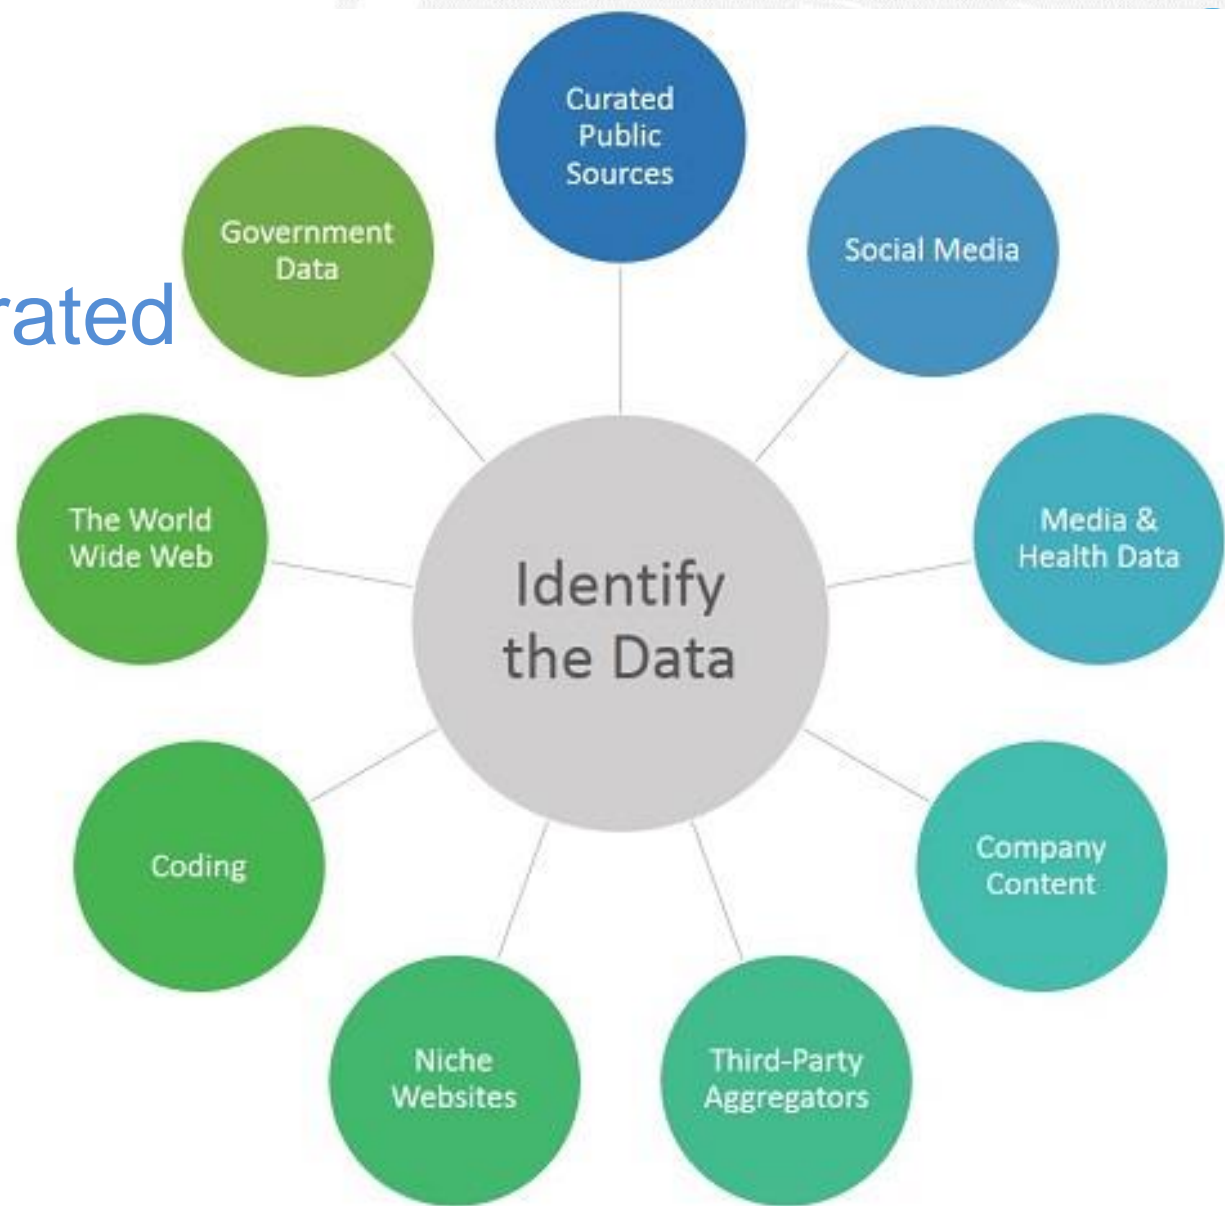 Curated
Public
Sources
Government
Data
Social Media
rated
The World
Wide Web
Media &
Health Data
Identify
the Data
Coding
Company
Content
Niche
Websites
Third-Party
Aggregators